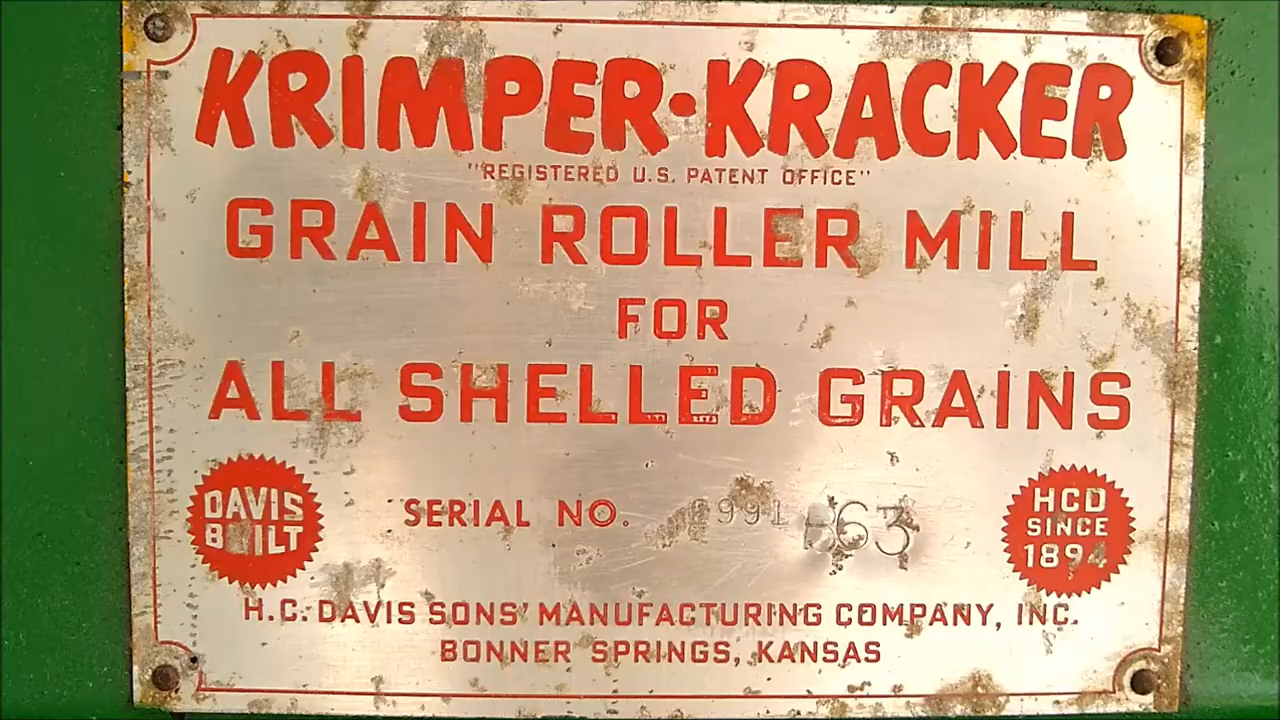 KRIMPER·KRACKER
"REGISTERED U.S. PATENT OFFICE"
GRAIN ROLLER MILL
FOR
ALL SHELLED GRAINS
DAVIS
BUILT
SERIAL NO.
HCD
SINCE
1894
H.C. DAVIS SONS' MANUFACTURING COMPANY, INC.
BONNER SPRINGS, KANSAS